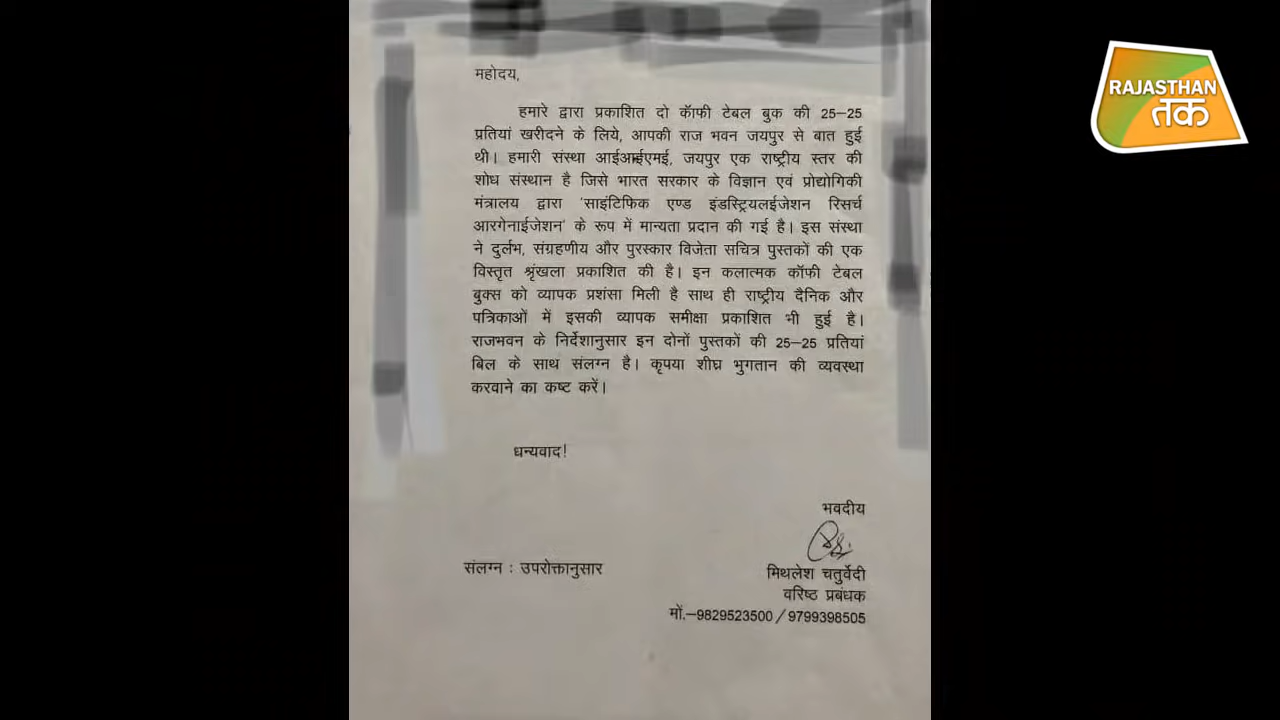 RAJASTHAN
तक
महोदय,
हमारे द्वारा प्रकाशित दो कॅाफी टेबल बुक की 25–25
प्रतियां खरीदने के लिये, आपकी राज भवन जयपुर से बात हुई
थी। हमारी संस्था आईआईएमई, जयपुर एक राष्ट्रीय स्तर की
शोध संस्थान है जिसे भारत सरकार के विज्ञान एवं प्रोद्योगिकी
मंत्रालय द्वारा 'साइंटिफिक एण्ड इंडस्ट्रियलईजेशन रिसर्च
आरगेनाईजेशन' के रूप में मान्यता प्रदान की गई है। इस संस्था
ने दुर्लभ, संग्रहणीय और पुरस्कार विजेता सचित्र पुस्तकों की एक
विस्तृत श्रृंखला प्रकाशित की है। इन कलात्मक कॉफी टेबल
बुक्स को व्यापक प्रशंसा मिली है साथ ही राष्ट्रीय दैनिक और
पत्रिकाओं में इसकी व्यापक समीक्षा प्रकाशित भी हुई है।
राजभवन के निर्देशानुसार इन दोनों पुस्तकों की 25–25 प्रतियां
बिल के साथ संलग्न है। कृपया शीघ्र भुगतान की व्यवस्था
करवाने का कष्ट करें।
धन्यवाद!
भवदीय
मिथलेश चतुर्वेदी
संलग्न : उपरोक्तानुसार
वरिष्ठ प्रबंधक
मों.–9829523500 / 9799398505